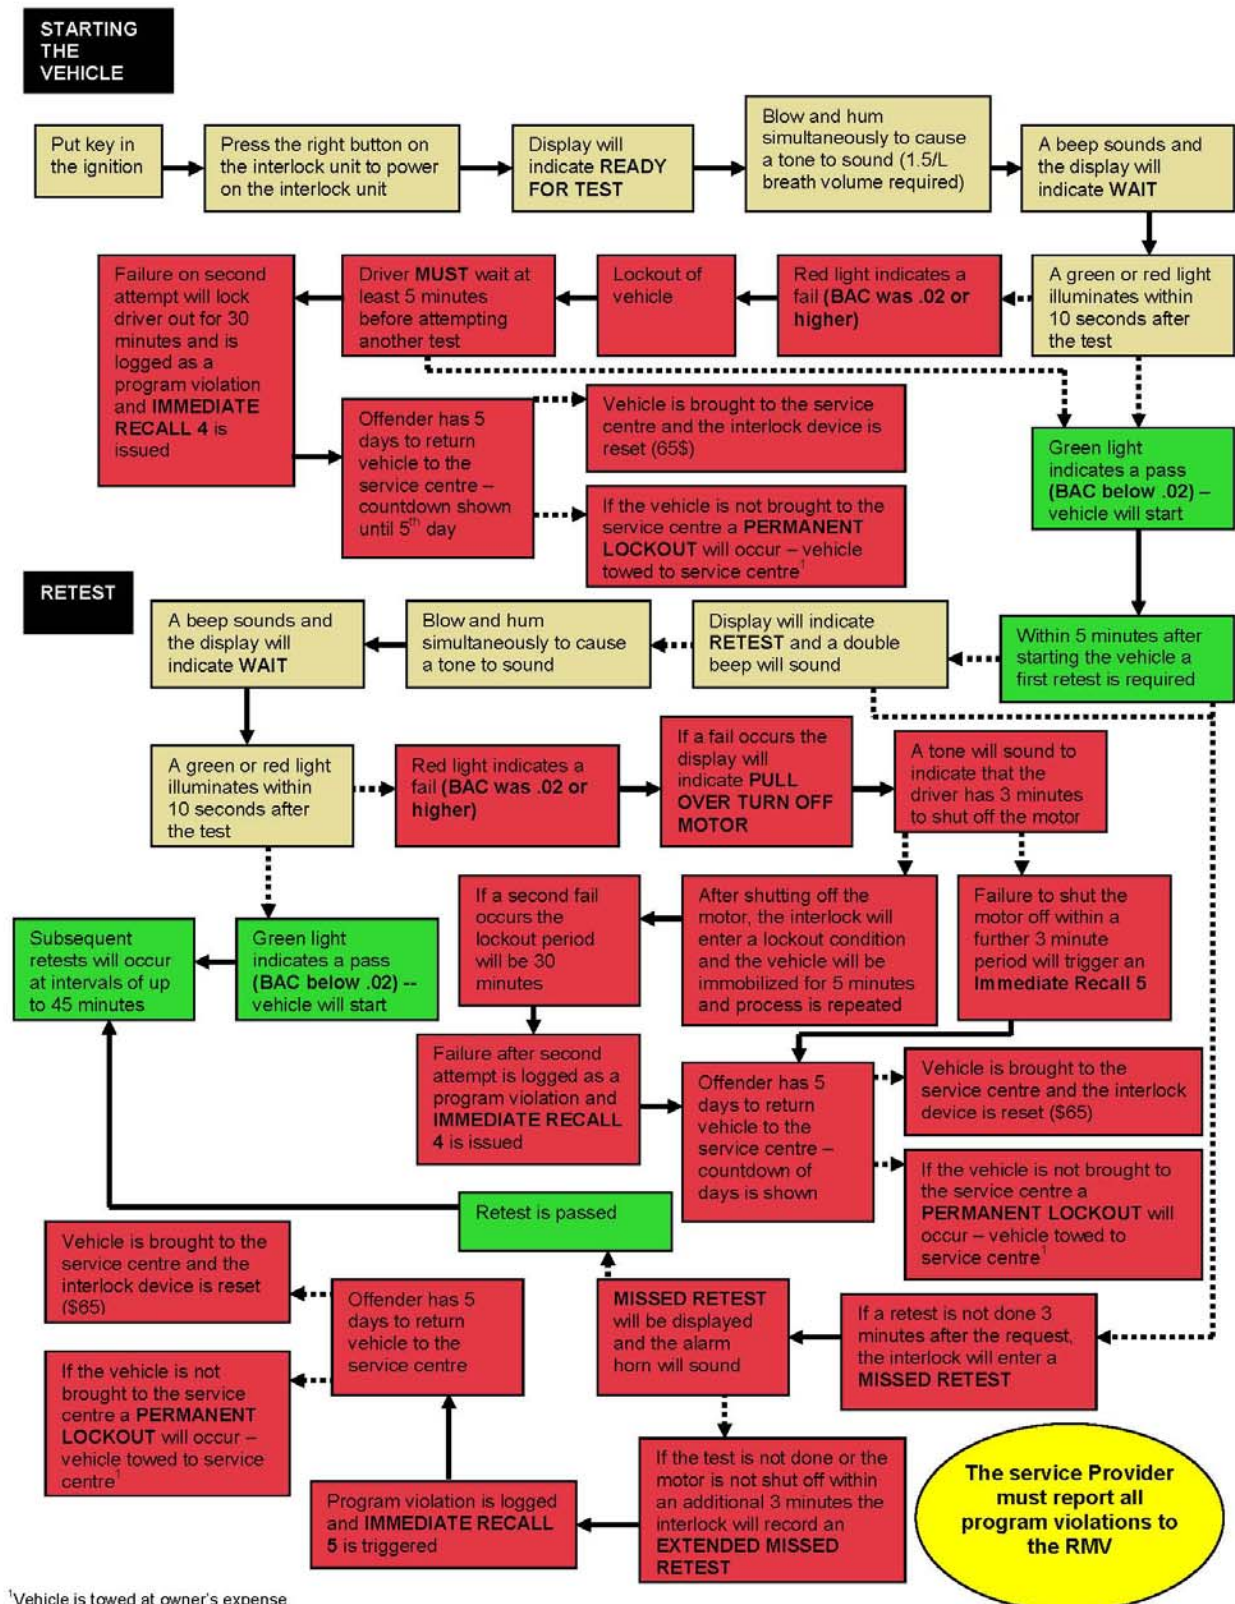 STARTING
THE
VEHICLE
Put key in
the ignition
Press the right button on
the interlock unit to power
on the interlock unit
Display will
indicate READY
FOR TEST
Blow and hum
simultaneously to cause
a tone to sound (1.5/L
breath volume required)
A beep sounds and
the display will
indicate WAIT
Failure on second
attempt will lock
driver out for 30
minutes and is
logged as a
program violation
and IMMEDIATE
RECALL 4 is
issued
Driver MUST wait at
least 5 minutes
before attempting
another test
Lockout of
vehicle
Red light indicates a
fail (BAC was .02 or
higher)
A green or red light
illuminates within
10 seconds after
the test
Offender has 5
days to return
vehicle to the
service centre –
countdown shown
until 5th day
Vehicle is brought to the service
centre and the interlock device is
reset (65$)
If the vehicle is not brought to the
service centre a PERMANENT
LOCKOUT will occur – vehicle
towed to service centre1
Green light
indicates a pass
(BAC below .02) –
vehicle will start
RETEST
A beep sounds and
the display will
indicate WAIT
Blow and hum
simultaneously to cause
a tone to sound
Display will indicate
RETEST and a double
beep will sound
Within 5 minutes after
starting the vehicle a
first retest is required
A green or red light
illuminates within
10 seconds after
the test
Red light indicates a
fail (BAC was .02 or
higher)
If a fail occurs the
display will
indicate PULL
OVER TURN OFF
MOTOR
A tone will sound to
indicate that the
driver has 3 minutes
to shut off the motor
Subsequent
retests will occur
at intervals of up
to 45 minutes
Green light
indicates a pass
(BAC below .02) --
vehicle will start
If a second fail
occurs the
lockout period
will be 30
minutes
After shutting off the
motor, the interlock will
enter a lockout condition
and the vehicle will be
immobilized for 5 minutes
and process is repeated
Failure to shut the
motor off within a
further 3 minute
period will trigger an
Immediate Recall 5
Failure after second
attempt is logged as a
program violation and
IMMEDIATE RECALL
4 is issued
Offender has 5
days to return
vehicle to the
service centre –
countdown of
days is shown
Vehicle is brought to the
service centre and the interlock
device is reset ($65)
If the vehicle is not brought to
the service centre a
PERMANENT LOCKOUT will
occur – vehicle towed to
service centre1
Retest is passed
Vehicle is brought to the
service centre and the
interlock device is reset
($65)
Offender has 5
days to return
vehicle to the
service centre
MISSED RETEST
will be displayed
and the alarm
horn will sound
If a retest is not done 3
minutes after the request,
the interlock will enter a
MISSED RETEST
If the vehicle is not
brought to the service
centre a PERMANENT
LOCKOUT will occur –
vehicle towed to service
centre1
Program violation is logged
and IMMEDIATE RECALL
5 is triggered
If the test is not done or the
motor is not shut off within
an additional 3 minutes the
interlock will record an
EXTENDED MISSED
RETEST
The service Provider
must report all
program violations to
the RMV
1Vehicle is towed at owner's expense